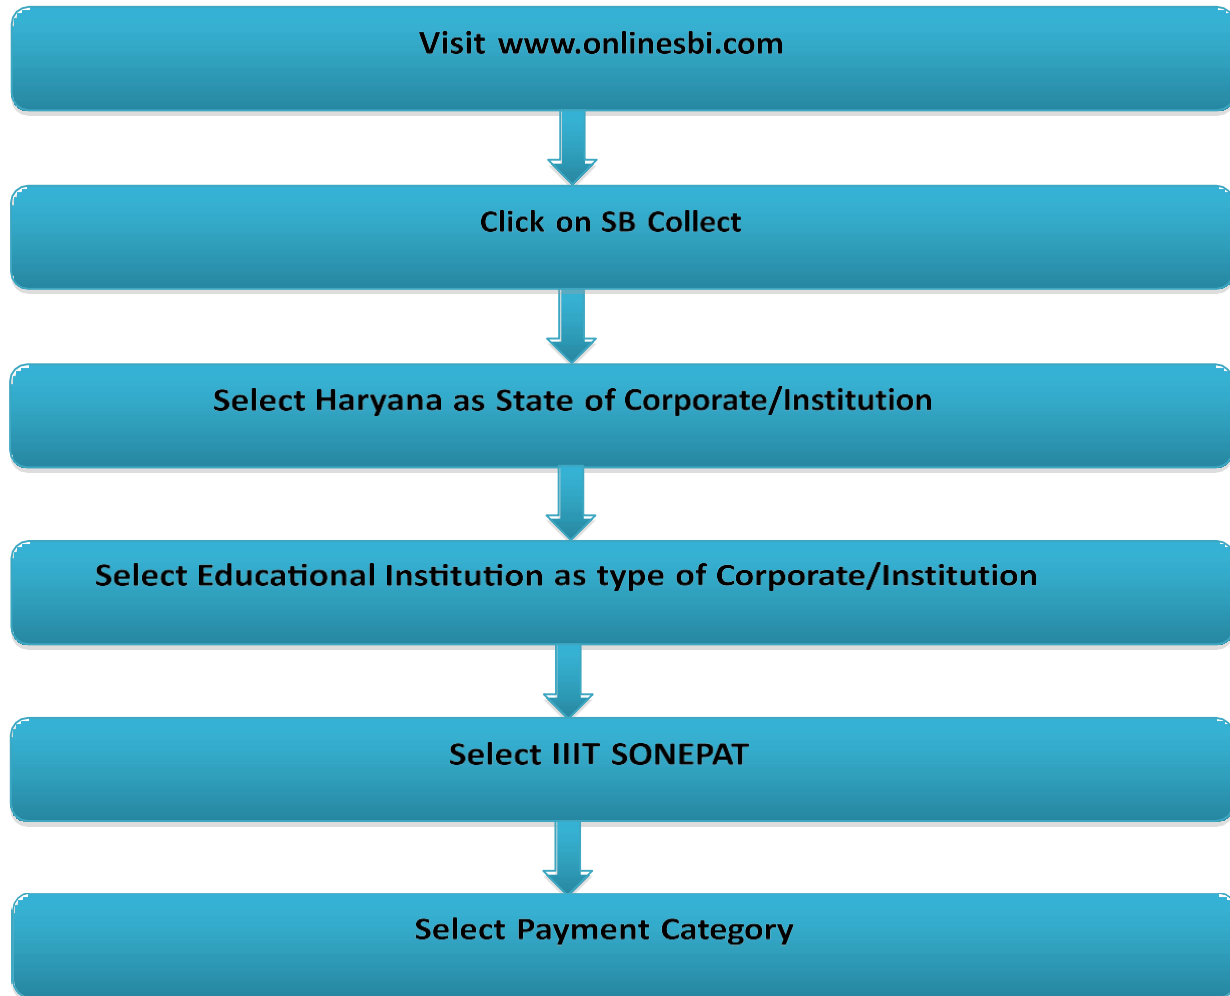 Visit www.onlinesbi.com
Click on SB Collect
Select Haryana as State of Corporate/Institution
Select Educational Institution as type of Corporate/Institution
Select IIIT SONEPAT
Select Payment Category